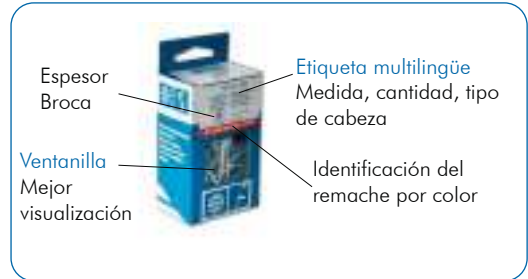 Espesor
Broca
Etiqueta multilingüe
Medida, cantidad, tipo
de cabeza
Ventanilla
Mejor
visualización
Identificación del
remache por color